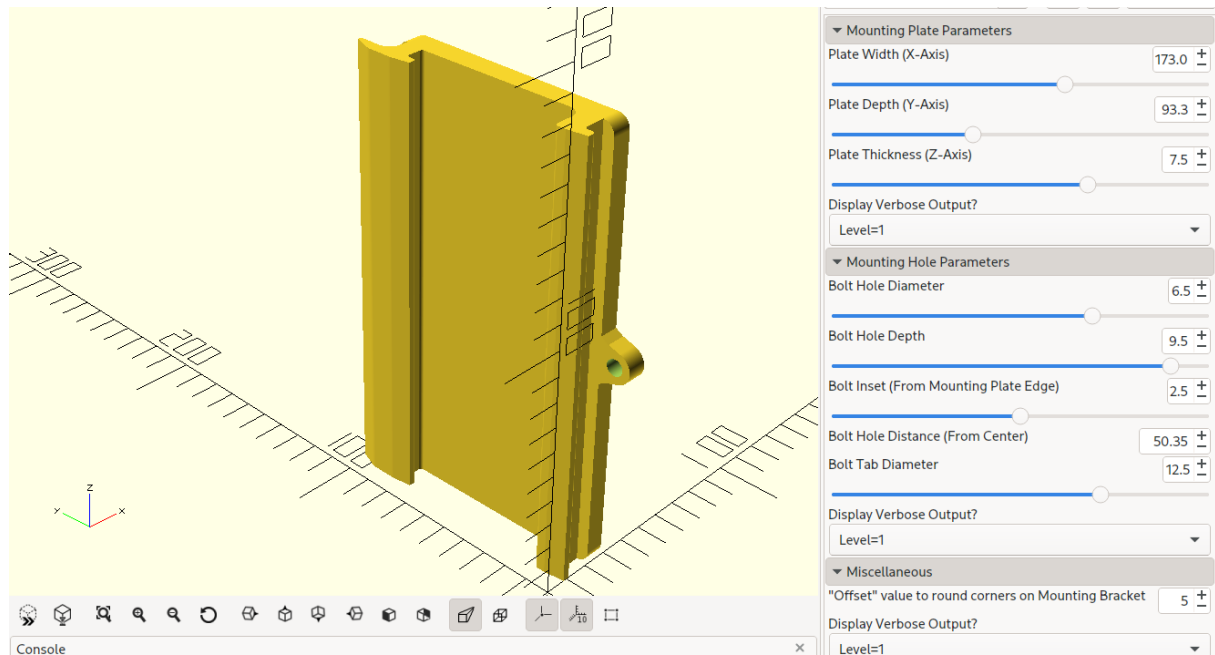 Mounting Plate Parameters
Plate Width (X-Axis)
173.0
Plate Depth (Y-Axis)
93.3
Plate Thickness (Z-Axis)
7.5
Display Verbose Output?
Level=1
Mounting Hole Parameters
Bolt Hole Diameter
6.5
Bolt Hole Depth
9.5
Bolt Inset (From Mounting Plate Edge)
2.5
Bolt Hole Distance (From Center)
50.35
Bolt Tab Diameter
12.5
Display Verbose Output?
Level=1
Miscellaneous
"Offset" value to round corners on Mounting Bracket
5
Display Verbose Output?
Level=1
300
200
100
z
y
x
10
Console